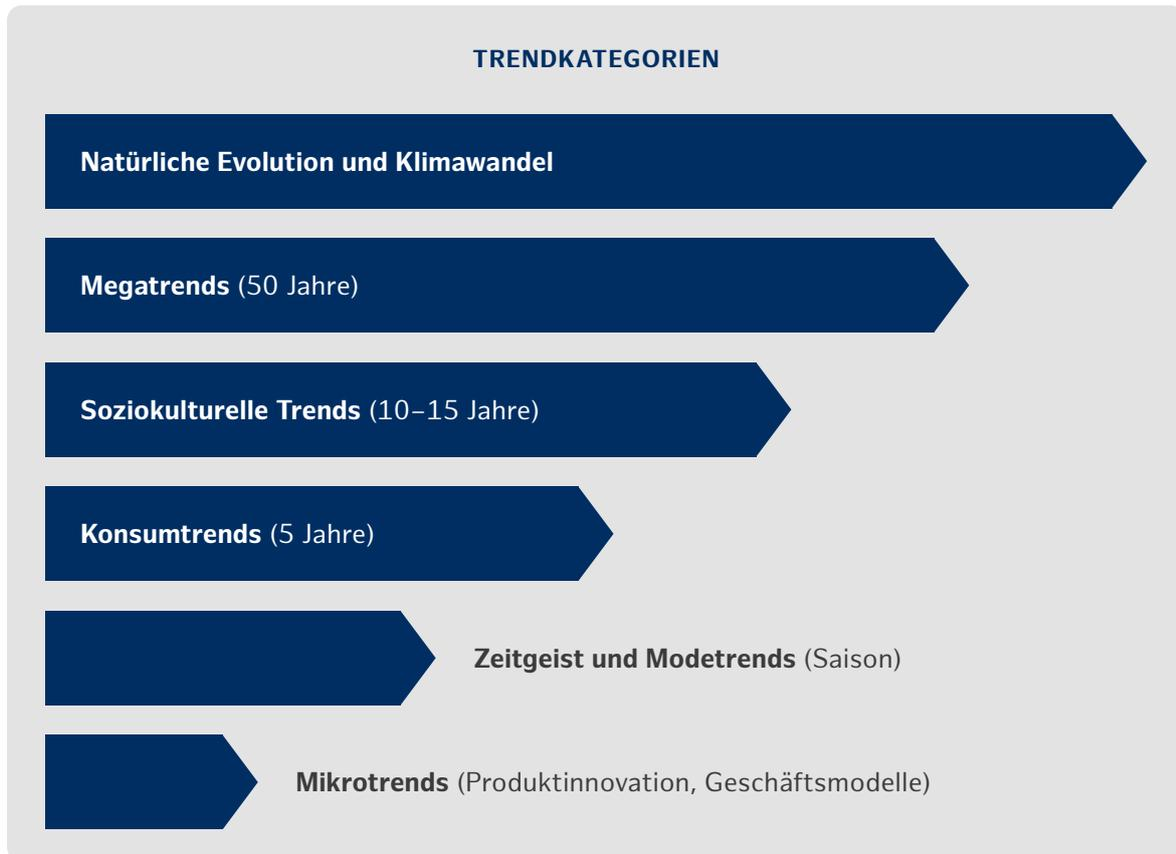 TRENDKATEGORIEN
Natürliche Evolution und Klimawandel
Megatrends (50 Jahre)
Soziokulturelle Trends (10–15 Jahre)
Konsumtrends (5 Jahre)
Zeitgeist und Modetrends (Saison)
Mikrotrends (Produktinnovation, Geschäftsmodelle)